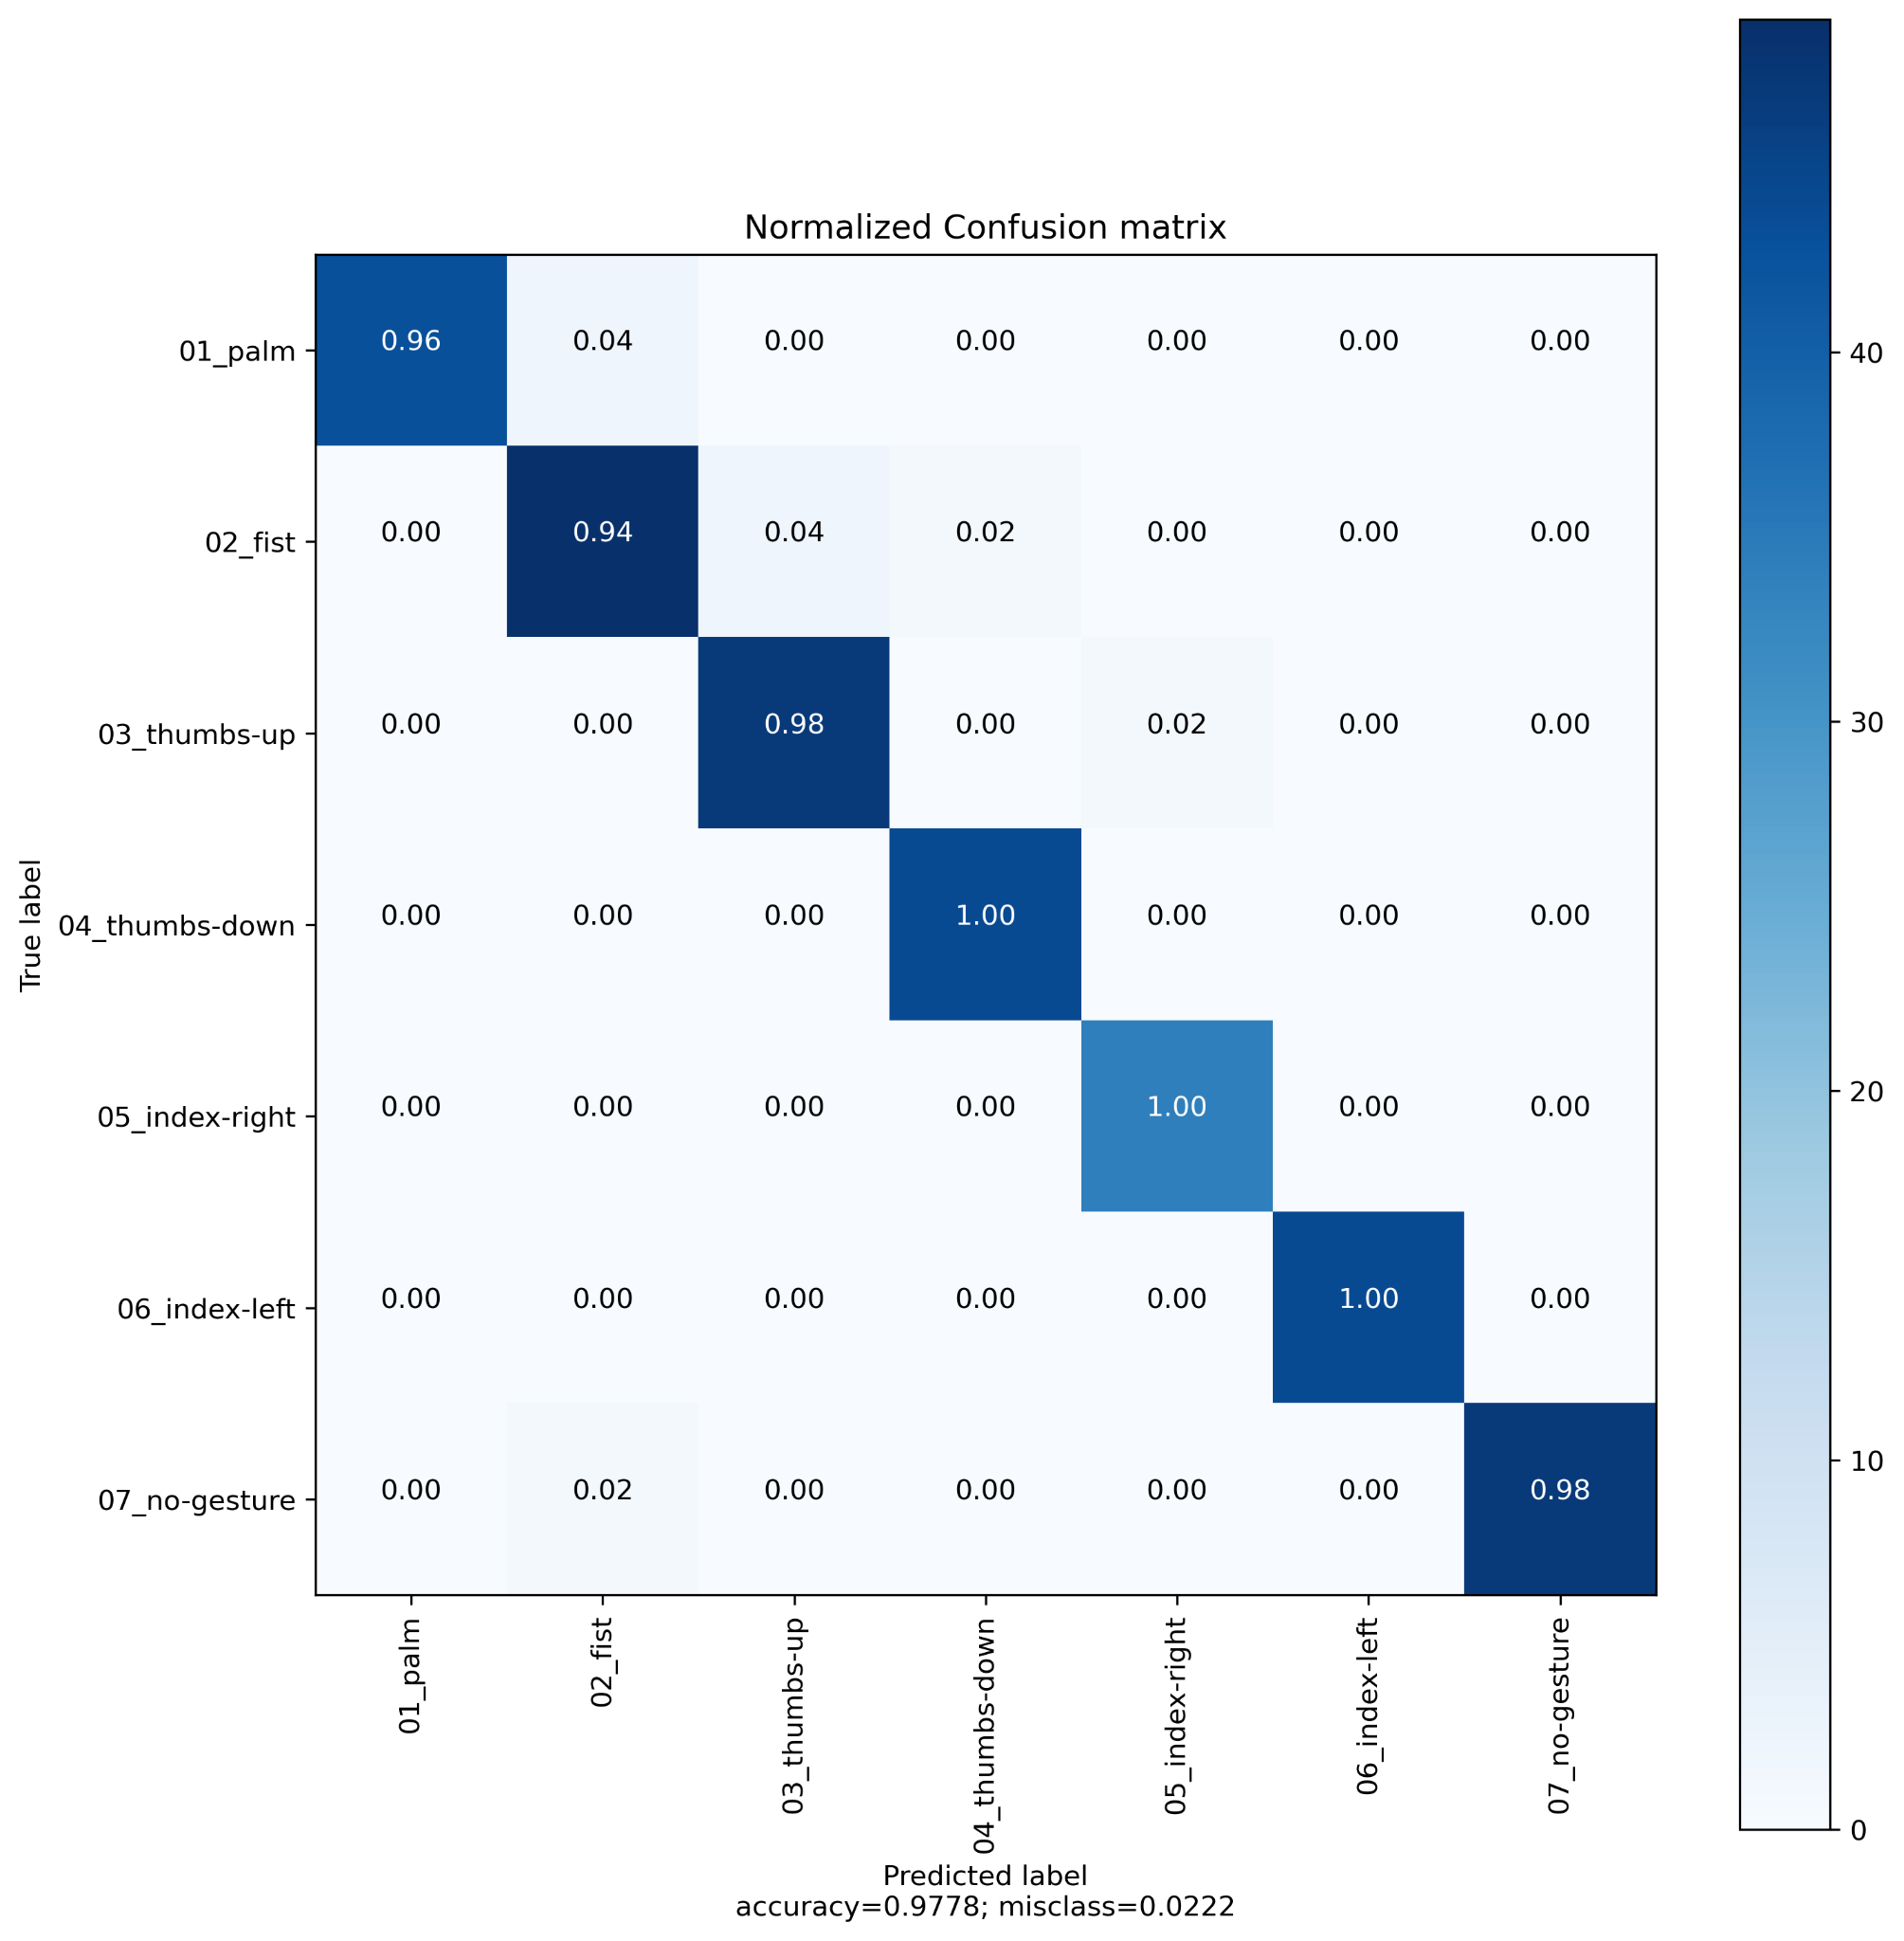 Normalized Confusion matrix
01_palm 0.96 0.04 0.00 0.00 0.00 0.00 0.00
02_fist 0.00 0.94 0.04 0.02 0.00 0.00 0.00
03_thumbs-up 0.00 0.00 0.98 0.00 0.02 0.00 0.00
04_thumbs-down 0.00 0.00 0.00 1.00 0.00 0.00 0.00
05_index-right 0.00 0.00 0.00 0.00 1.00 0.00 0.00
06_index-left 0.00 0.00 0.00 0.00 0.00 1.00 0.00
07_no-gesture 0.00 0.02 0.00 0.00 0.00 0.00 0.98
True label
01_palm
02_fist
03_thumbs-up
04_thumbs-down
05_index-right
06_index-left
07_no-gesture
Predicted label
accuracy=0.9778; misclass=0.0222
40
30
20
10
0